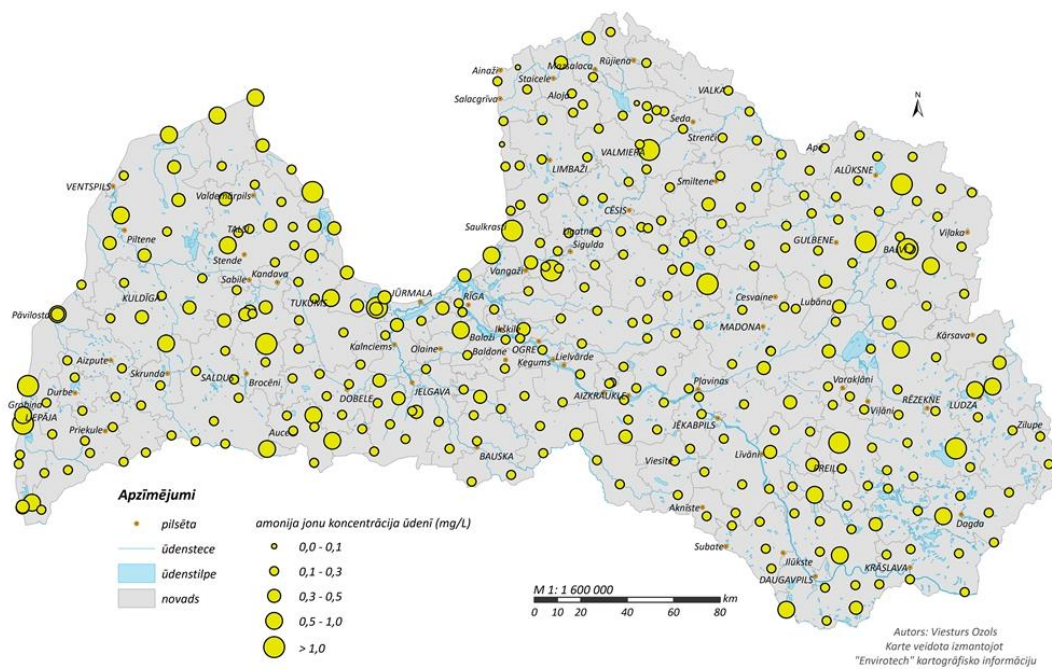 Mazsalaca
Rūjiena
Ainaži
Staicele
Salacgrīva
Aloja
VALKA
Seda
Strenči
Ape
VALMIERA
ALŪKSNE
LIMBAŽI
Smiltene
VENTSPILS
Valdemārpils
CĒSIS
Piltene
TALSI
Saulkrasti
Līgatne
Sigulda
GULBENE
Viļaka
BALVI
Stende
Vangaži
Sabile
Kandava
KULDĪGA
TUKUMS
JŪRMALA
RĪGA
Cesvaine
Lubāna
Pāvilosta
Ikšķile
MADONA
Kārsava
Kalnciems
Olaine
Baloži
Baldone
OGRE
Ķegums
Lielvārde
Aizpute
Skrunda
SALDUS
Brocēni
JELGAVA
DOBELE
AIZKRAUKLE
Pļaviņas
Varakļāni
Viļāni
RĒZEKNE
LUDZA
Durbe
Grobiņa
LIEPĀJA
Zilupe
Priekule
Auce
JĒKABPILS
BAUSKA
Viesīte
Līvāni
PREIĻI
Aknīste
Dagda
Subate
Ilūkste
DAUGAVPILS
KRĀSLAVA
N
Apzīmējumi
pilsēta
ūdenstece
ūdenstilpe
novads
amonija jonu koncentrācija ūdenī (mg/L)
0,0 - 0,1
0,1 - 0,3
0,3 - 0,5
0,5 - 1,0
> 1,0
M 1: 1 600 000
km
0 10 20 40 60 80
Autors: Viesturs Ozols
Karte veidota izmantojot
"Envirotech" kartogrāfisko informāciju